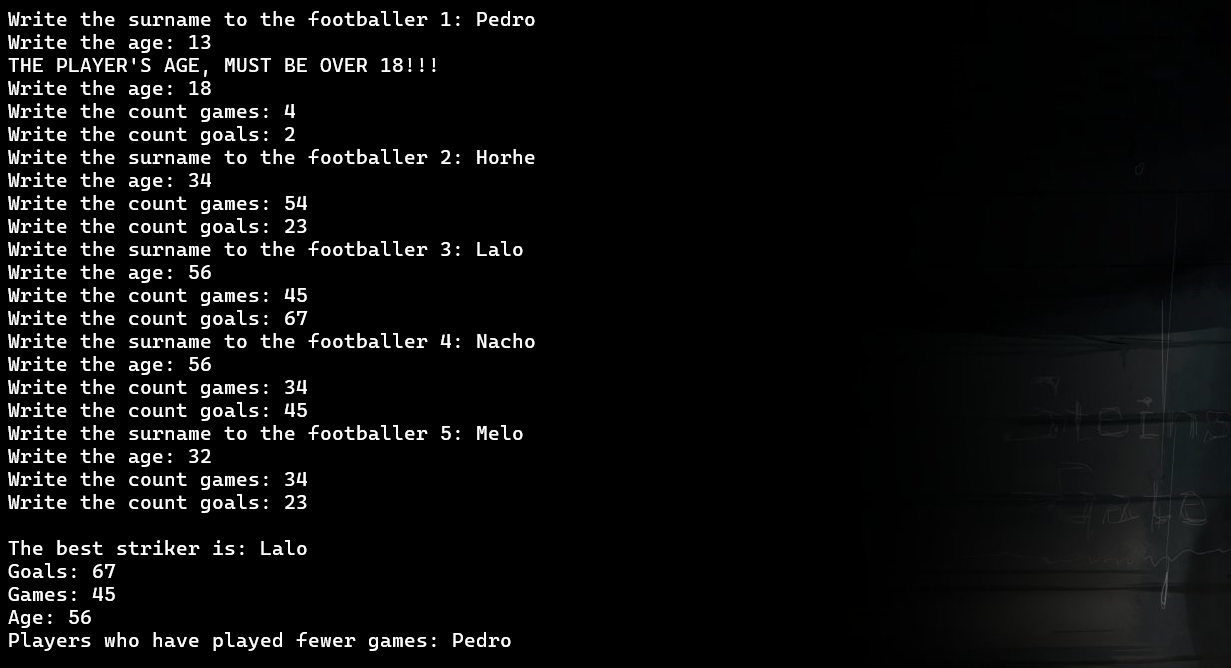 Write the surname to the footballer 1: Pedro
Write the age: 13
THE PLAYER'S AGE, MUST BE OVER 18!!!
Write the age: 18
Write the count games: 4
Write the count goals: 2
Write the surname to the footballer 2: Horhe
Write the age: 34
Write the count games: 54
Write the count goals: 23
Write the surname to the footballer 3: Lalo
Write the age: 56
Write the count games: 45
Write the count goals: 67
Write the surname to the footballer 4: Nacho
Write the age: 56
Write the count games: 34
Write the count goals: 45
Write the surname to the footballer 5: Melo
Write the age: 32
Write the count games: 34
Write the count goals: 23
The best striker is: Lalo
Goals: 67
Games: 45
Age: 56
Players who have played fewer games: Pedro